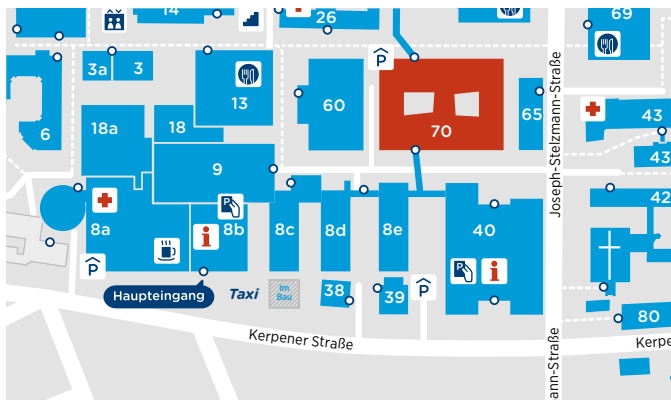 14
26
69
P
3a
3
13
60
70
65
43
6
18a
18
43
9
42
P
8a
i
8b
8c
8d
8e
40
P
i
P
Haupteingang
Taxi
Im
Bau
38
39
P
80
Kerpener Straße
Kerpe
Joseph-Stelzmann-Straße
ann-Straße